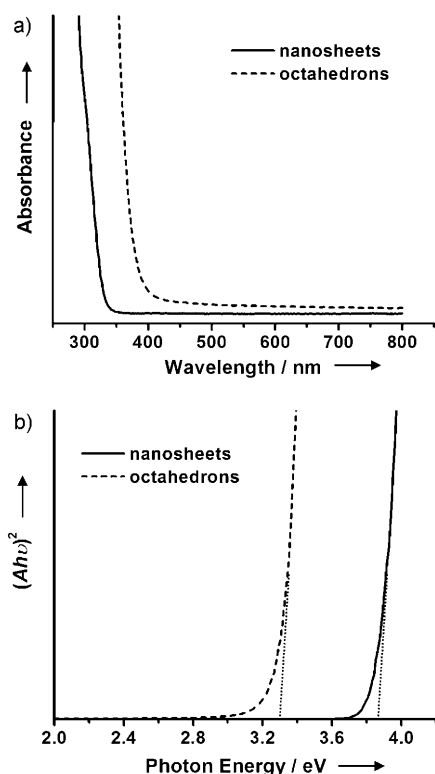 a)
nanosheets
octahedrons
Absorbance
300 400 500 600 700 800
Wavelength / nm
b)
nanosheets
octahedrons
(Ahυ)²
2.0 2.4 2.8 3.2 3.6 4.0
Photon Energy / eV